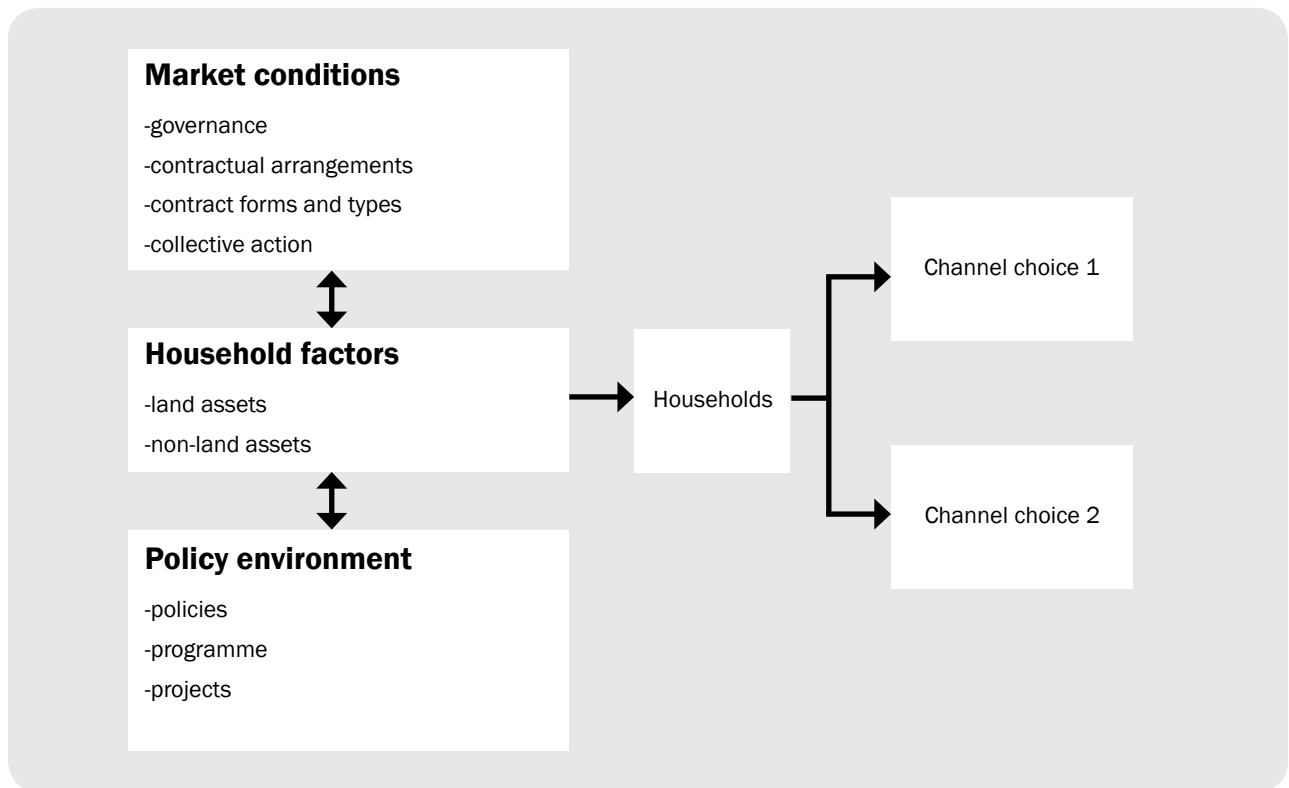 Market conditions
-governance
-contractual arrangements
-contract forms and types
-collective action
Household factors
-land assets
-non-land assets
Policy environment
-policies
-programme
-projects
Households
Channel choice 1
Channel choice 2